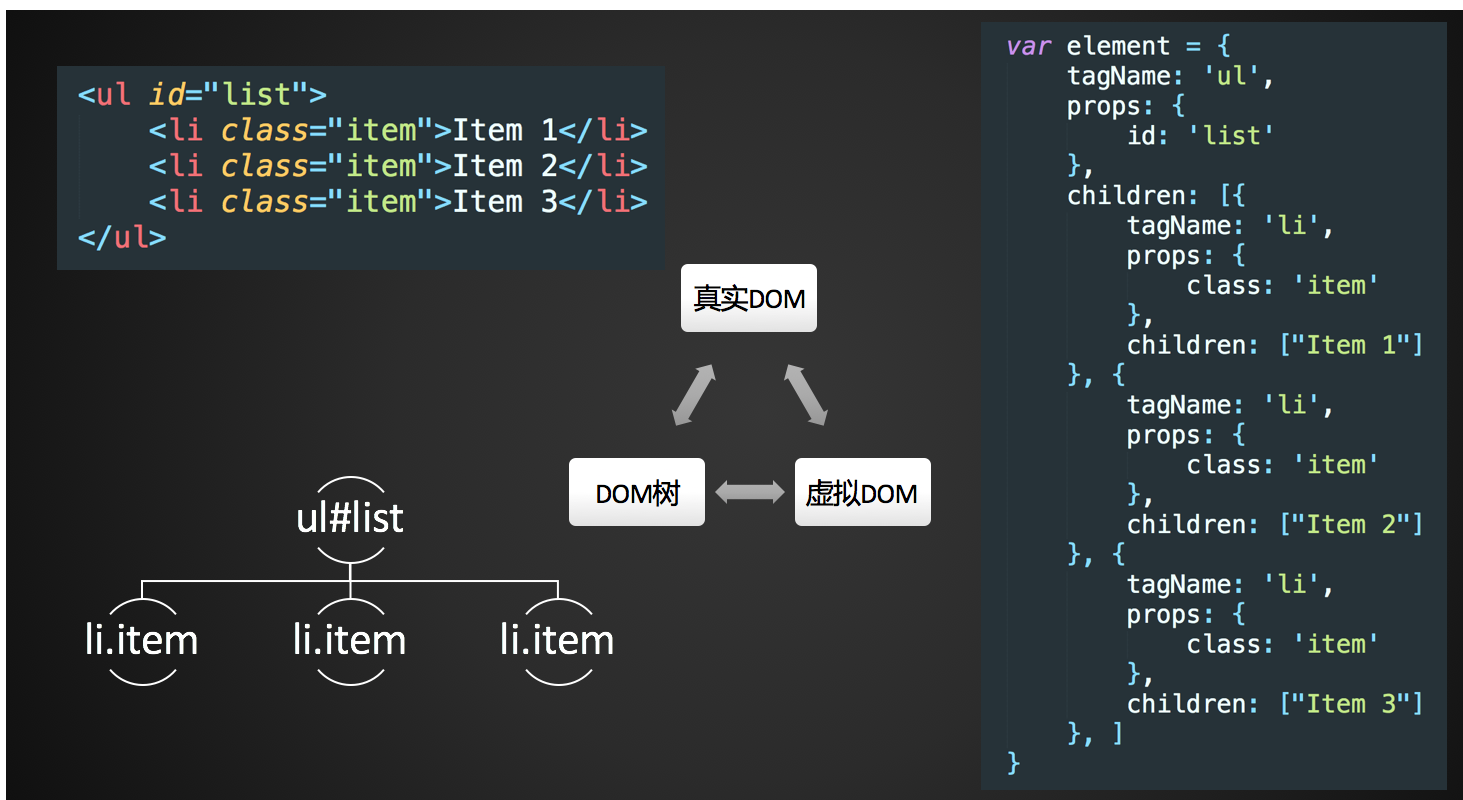 <ul id="list">
    <li class="item">Item 1</li>
    <li class="item">Item 2</li>
    <li class="item">Item 3</li>
</ul>
真实DOM
DOM树
虚拟DOM
ul#list
li.item
li.item
li.item
var element = {
    tagName: 'ul',
    props: {
        id: 'list'
    },
    children: [{
        tagName: 'li',
        props: {
            class: 'item'
        },
        children: ["Item 1"]
    }, {
        tagName: 'li',
        props: {
            class: 'item'
        },
        children: ["Item 2"]
    }, {
        tagName: 'li',
        props: {
            class: 'item'
        },
        children: ["Item 3"]
    }, ]
}